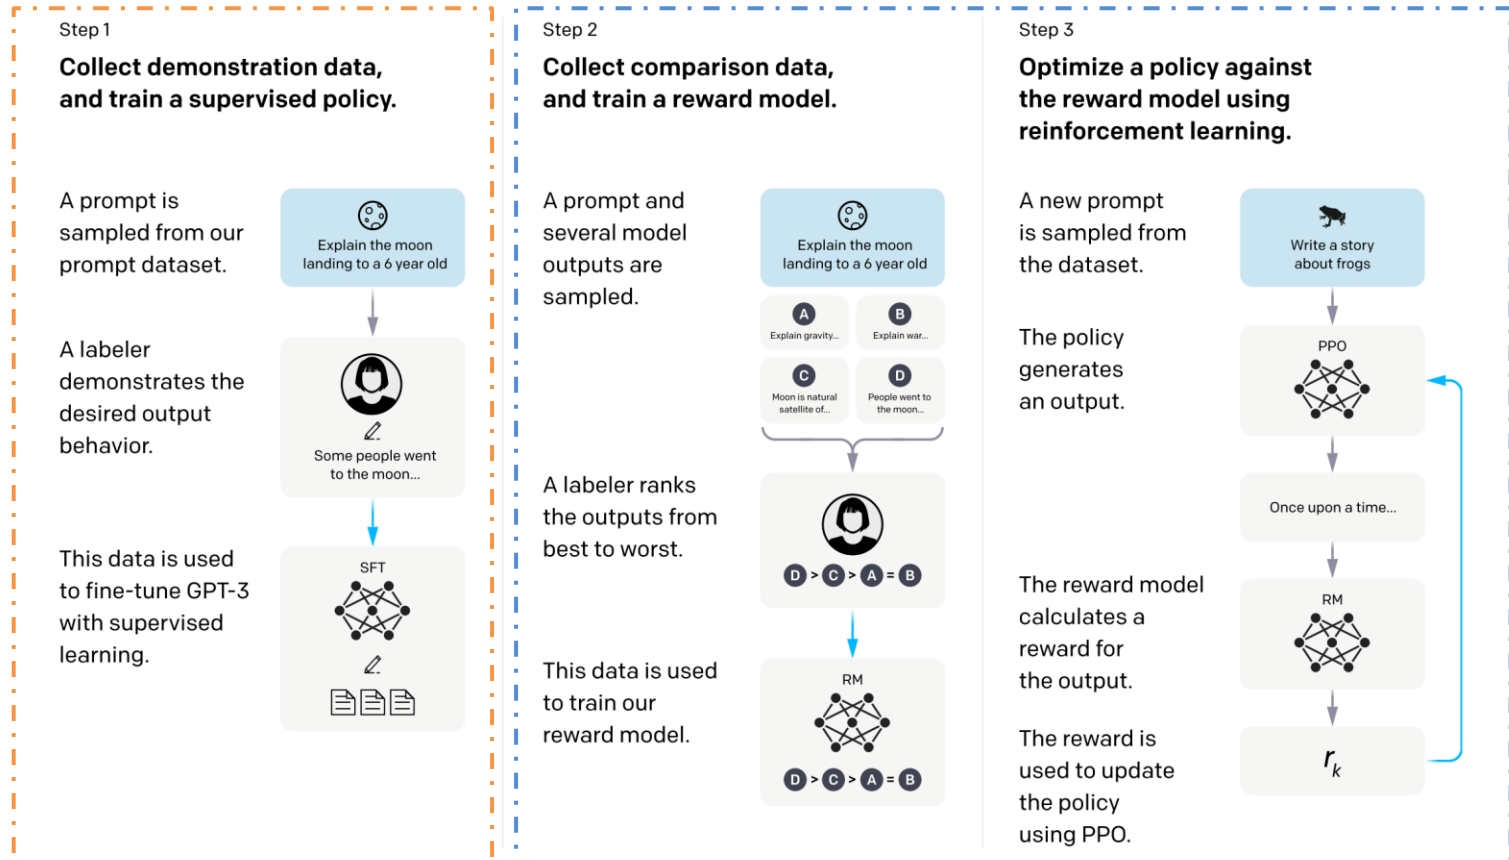 Step 1
Collect demonstration data,
and train a supervised policy.
A prompt is
sampled from our
prompt dataset.
Explain the moon
landing to a 6 year old
A labeler
demonstrates the
desired output
behavior.
Some people went
to the moon...
This data is used
to fine-tune GPT-3
with supervised
learning.
SFT
Step 2
Collect comparison data,
and train a reward model.
A prompt and
several model
outputs are
sampled.
Explain the moon
landing to a 6 year old
A
Explain gravity...
B
Explain war...
C
Moon is natural
satellite of...
D
People went to
the moon...
A labeler ranks
the outputs from
best to worst.
D > C > A = B
This data is used
to train our
reward model.
RM
D > C > A = B
Step 3
Optimize a policy against
the reward model using
reinforcement learning.
A new prompt
is sampled from
the dataset.
Write a story
about frogs
The policy
generates
an output.
PPO
Once upon a time...
The reward model
calculates a
reward for
the output.
RM
The reward is
used to update
the policy
using PPO.
rₖ